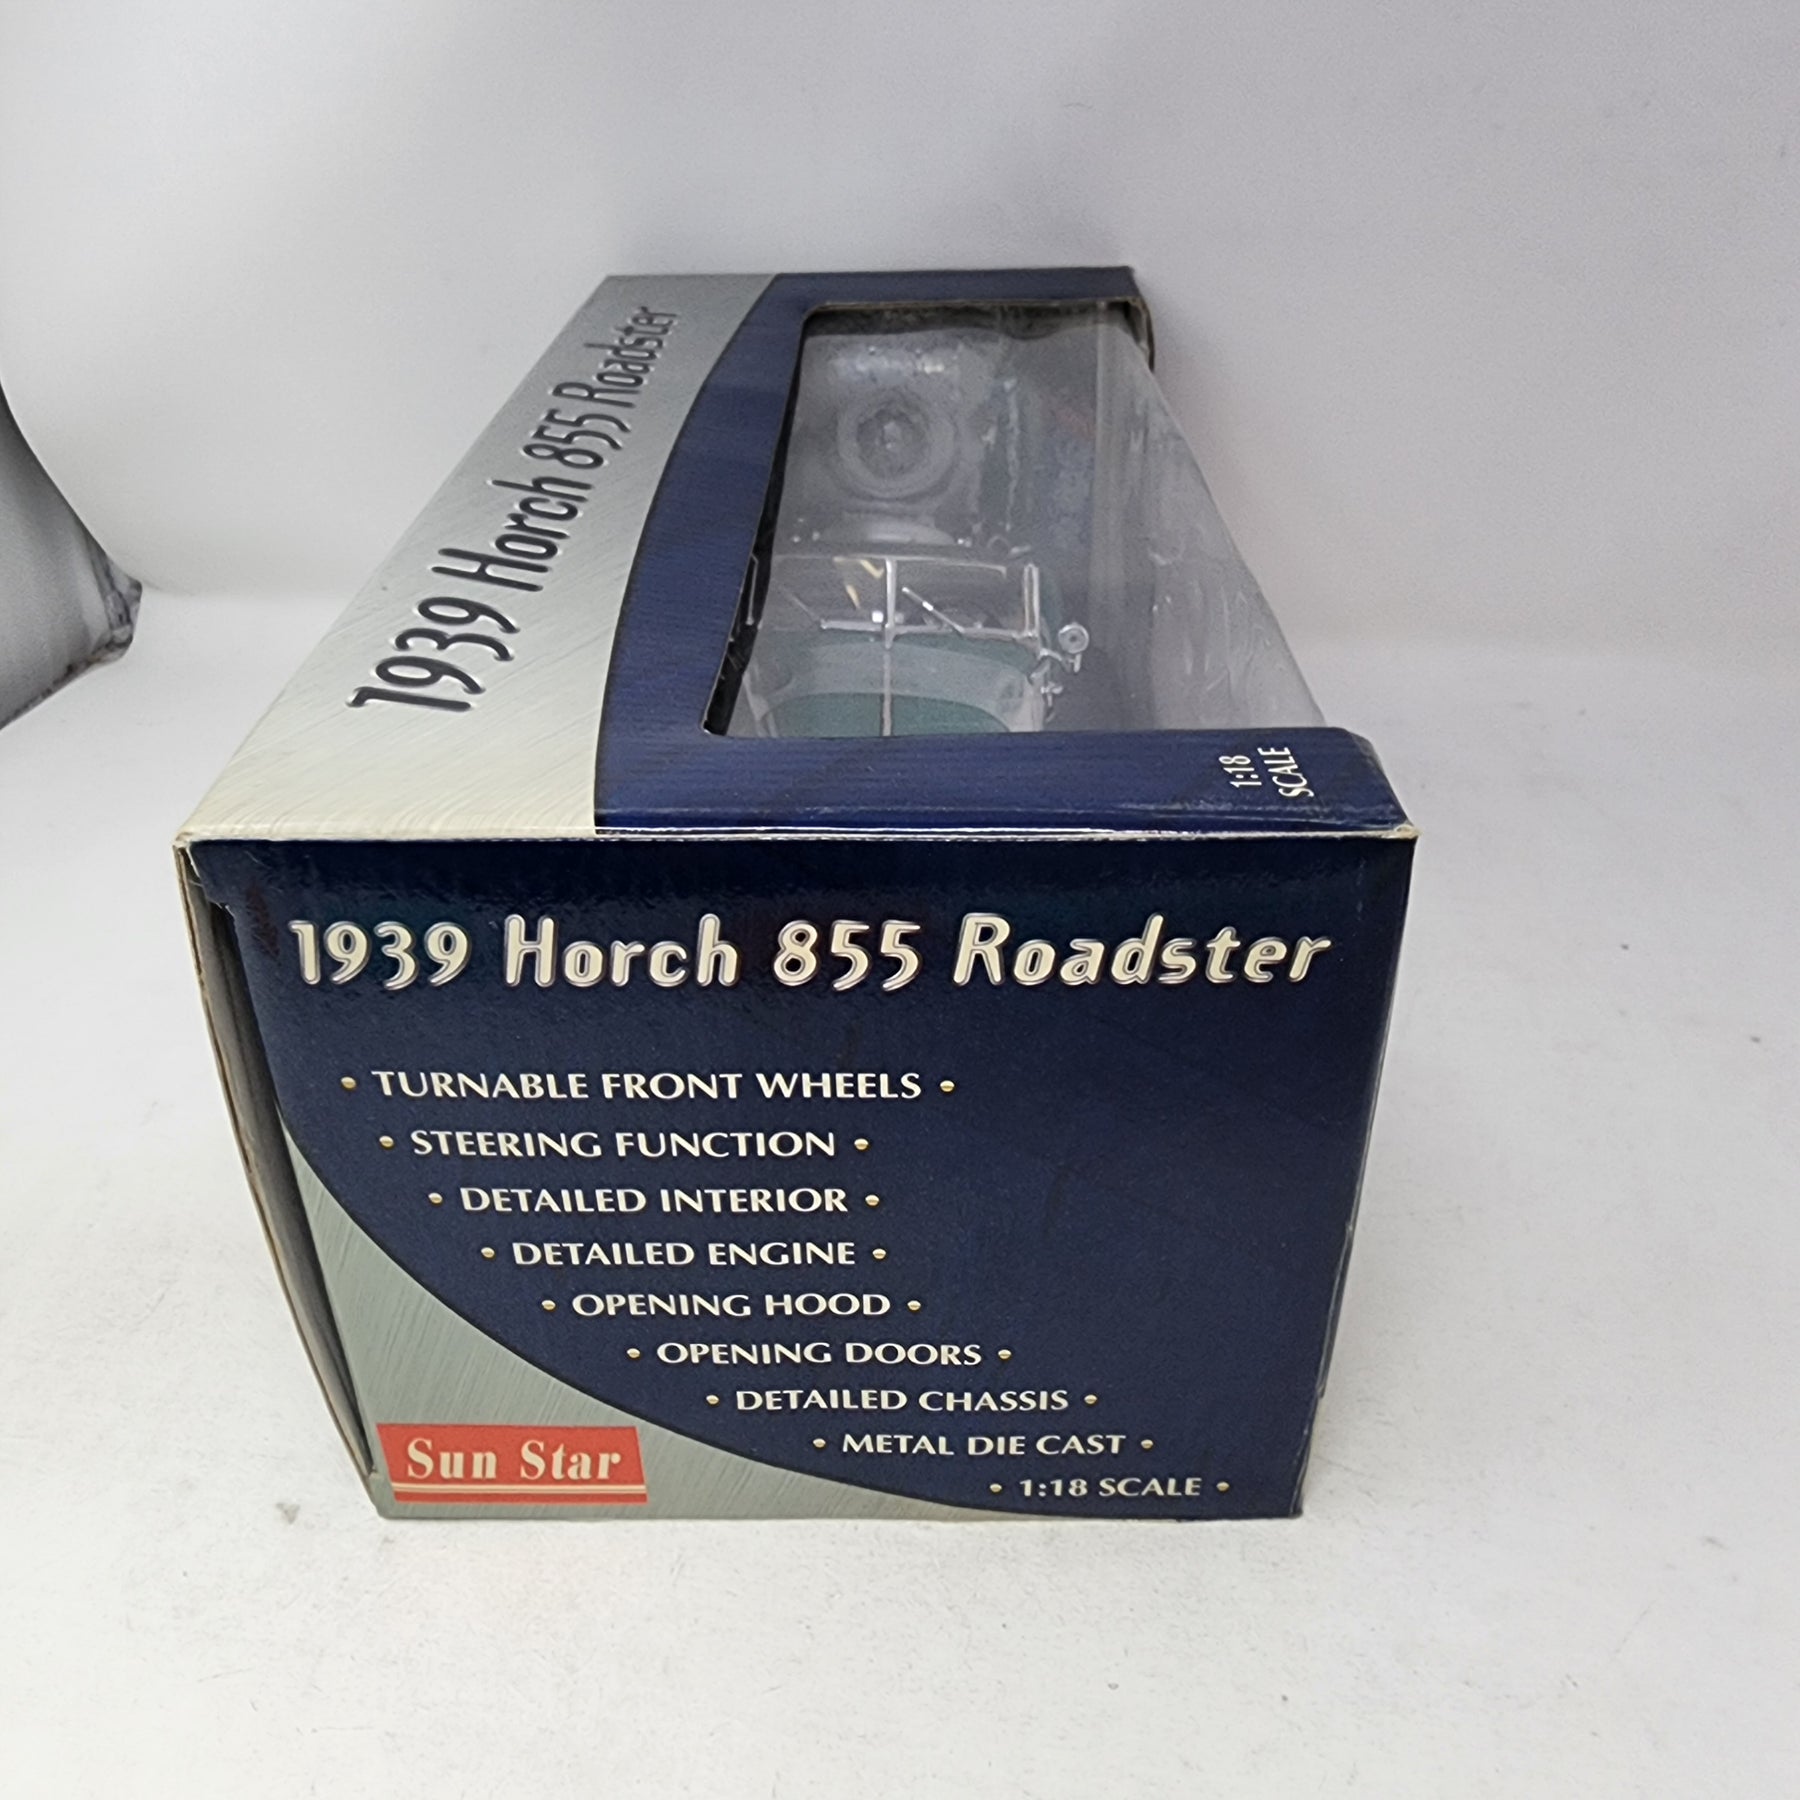 1939 Horch 855 Roadster
1:18
SCALE
1939 Horch 855 Roadster
• TURNABLE FRONT WHEELS •
• STEERING FUNCTION •
• DETAILED INTERIOR •
• DETAILED ENGINE •
• OPENING HOOD •
• OPENING DOORS •
• DETAILED CHASSIS •
• METAL DIE CAST •
• 1:18 SCALE •
Sun Star